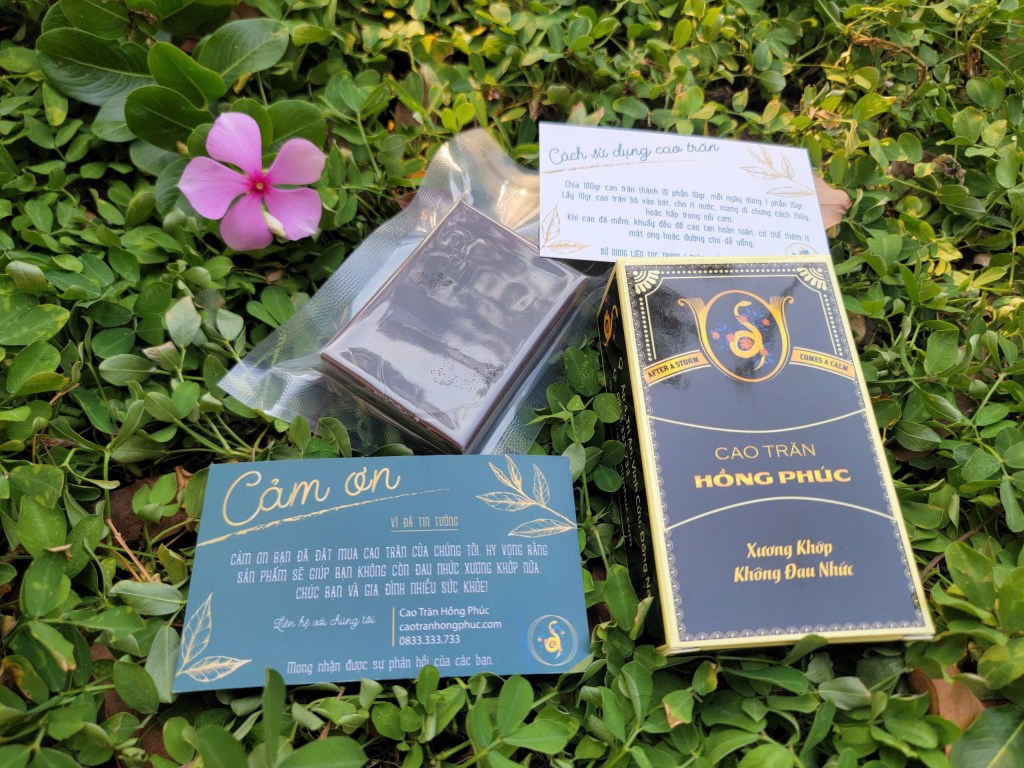 Cách sử dụng cao trăn
Chia 100gr cao trăn thành 10 phần 10gr, mỗi ngày dùng 1 phần 10gr.
Lấy 10gr cao trăn bỏ vào bát, cho ít nước, mang đi chưng cách thủy,
hoặc hấp trong nồi cơm.
Khi cao đã mềm, khuấy đều để cao tan hoàn toàn, có thể thêm ít
mật ong hoặc đường cho dễ uống.
SỬ DỤNG LIÊN TỤC TRONG
AFTER A STORM
COMES A CALM
CAO TRĂN
HỒNG PHÚC
Xương Khớp
Không Đau Nhức
Cảm ơn
VÌ ĐÃ TIN TƯỞNG
CẢM ƠN BẠN ĐÃ ĐẶT MUA CAO TRĂN CỦA CHÚNG TÔI. HY VỌNG RẰNG
SẢN PHẨM SẼ GIÚP BẠN KHÔNG CÒN ĐAU NHỨC XƯƠNG KHỚP NỮA.
CHÚC BẠN VÀ GIA ĐÌNH NHIỀU SỨC KHỎE!
Liên hệ với chúng tôi
Cao Trăn Hồng Phúc
caotranhongphuc.com
0833.333.733
Mong nhận được sự phản hồi của các bạn.